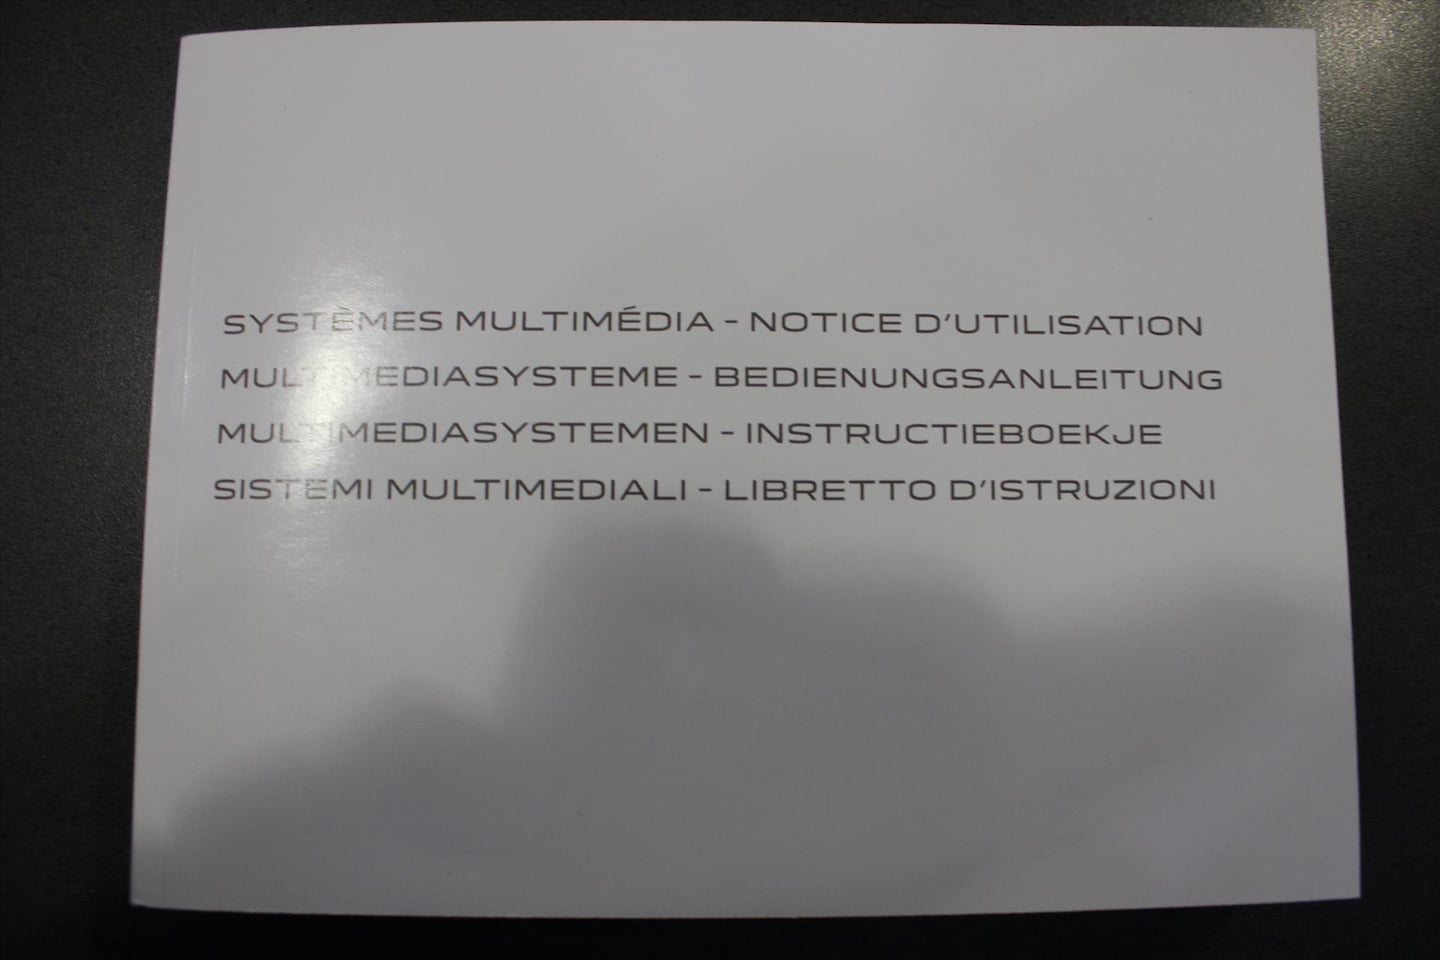 SYSTÈMES MULTIMÉDIA - NOTICE D'UTILISATION
MULTIMEDIASYSTEME - BEDIENUNGSANLEITUNG
MULTIMEDIASYSTEMEN - INSTRUCTIEBOEKJE
SISTEMI MULTIMEDIALI - LIBRETTO D'ISTRUZIONI